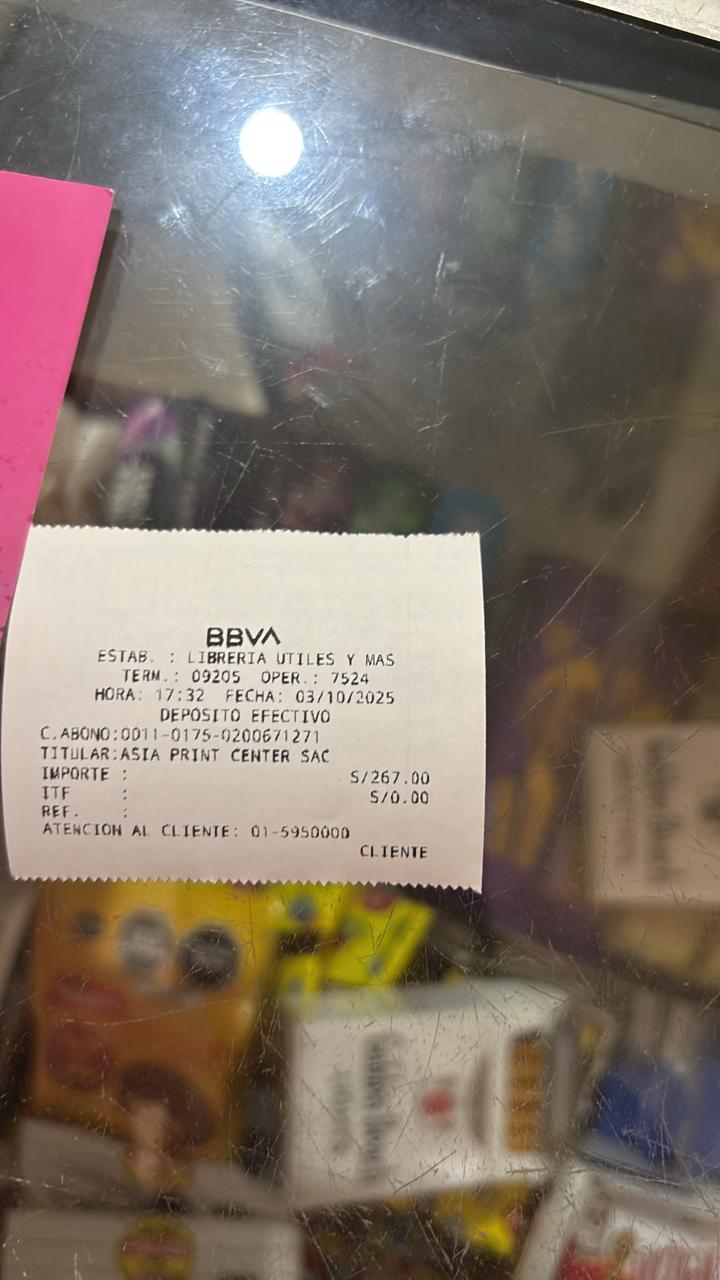 BBVA
ESTAB. : LIBRERIA UTILES Y MAS
TERM.: 09205 OPER.: 7524
HORA: 17:32 FECHA: 03/10/2025
DEPOSITO EFECTIVO
C.ABONO:0011-0175-0200671271
TITULAR:ASIA PRINT CENTER SAC
IMPORTE : S/267.00
ITF : S/0.00
REF. :
ATENCION AL CLIENTE: 01-5950000
CLIENTE